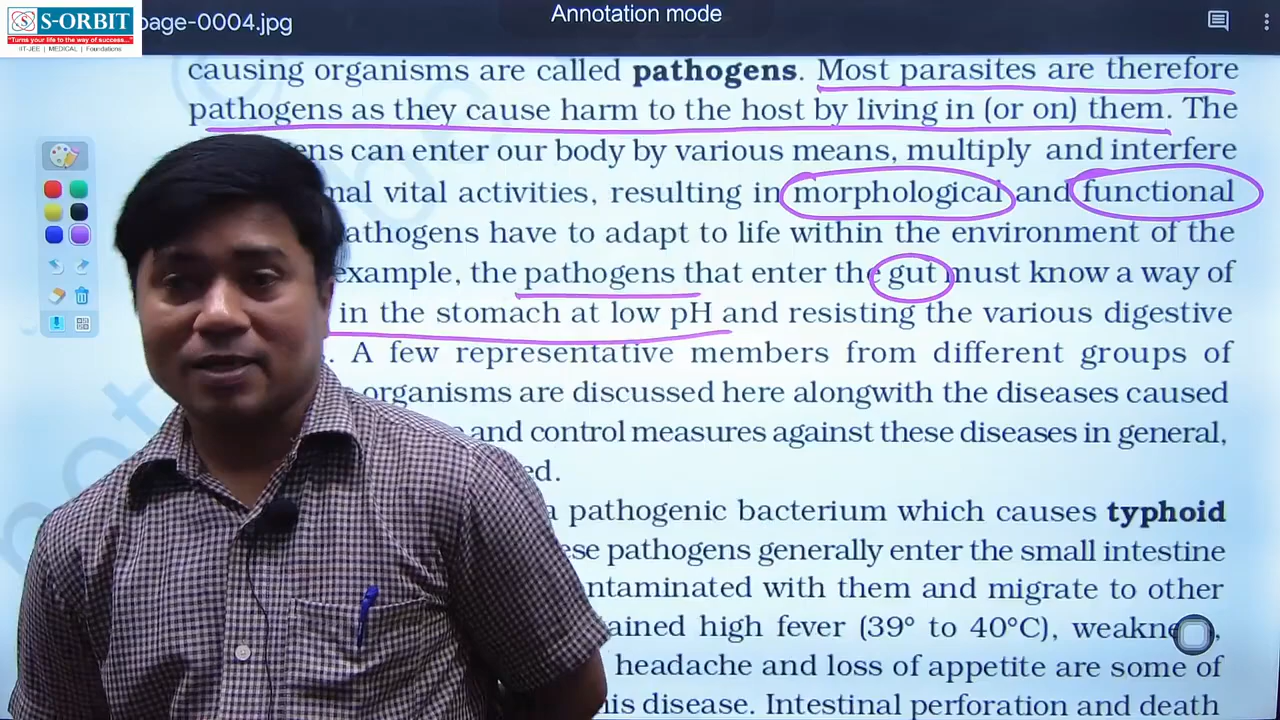 Annotation mode
S-ORBIT
"Turns your life to the way of success..."
IIT-JEE | MEDICAL | Foundations
page-0004.jpg
causing organisms are called pathogens. Most parasites are therefore
pathogens as they cause harm to the host by living in (or on) them. The
ens can enter our body by various means, multiply and interfere
mal vital activities, resulting in morphological and functional
athogens have to adapt to life within the environment of the
example, the pathogens that enter the gut must know a way of
in the stomach at low pH and resisting the various digestive
. A few representative members from different groups of
organisms are discussed here alongwith the diseases caused
and control measures against these diseases in general,
ed.
a pathogenic bacterium which causes typhoid
ese pathogens generally enter the small intestine
ntaminated with them and migrate to other
ained high fever (39° to 40°C),
headache and loss of appetite are some of
is disease. Intestinal perforation and death